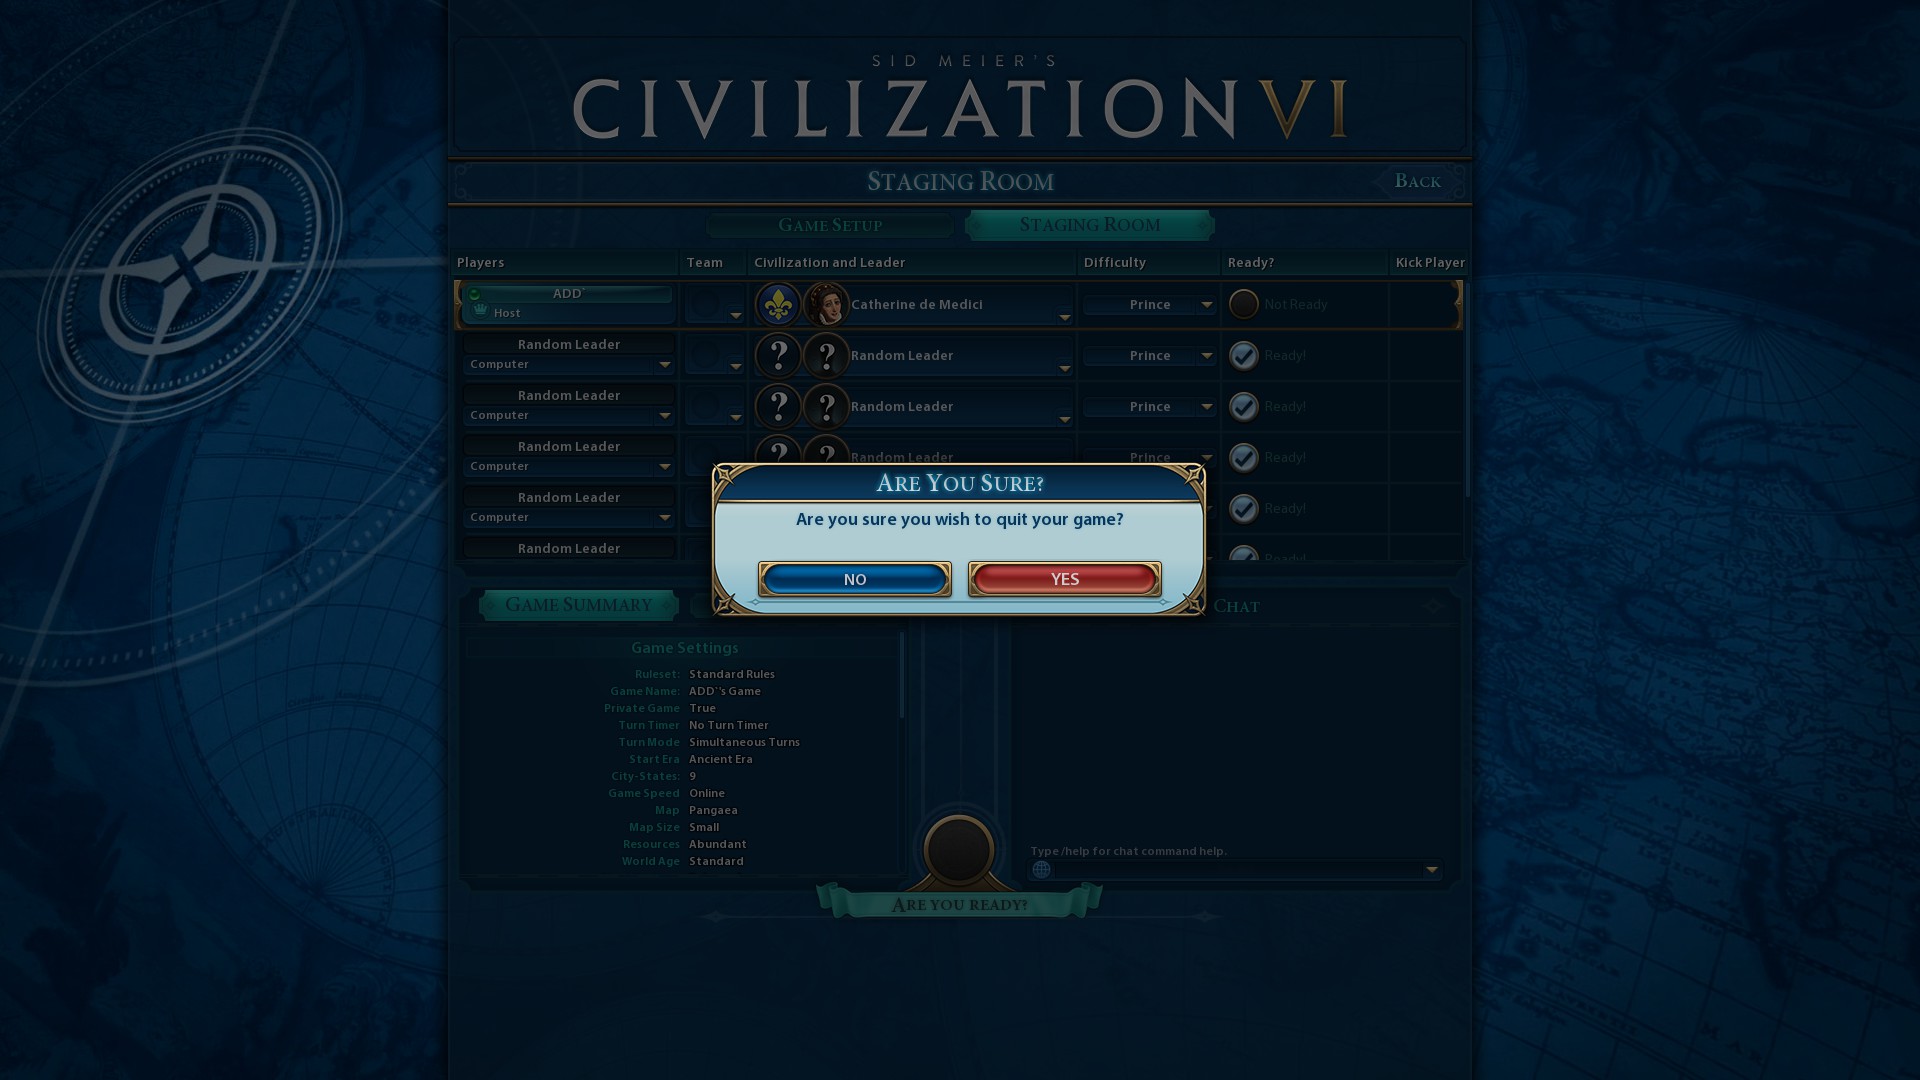 SID MEIER'S
CIVILIZATION VI
STAGING ROOM
BACK
GAME SETUP
STAGING ROOM
Players
Team
Civilization and Leader
Difficulty
Ready?
Kick Player
ADD`
Host
Catherine de Medici
Prince
Not Ready
Random Leader
Computer
Random Leader
Prince
Ready!
Random Leader
Computer
Random Leader
Prince
Ready!
Random Leader
Computer
Random Leader
Prince
Ready!
Random Leader
Computer
Ready!
Random Leader
Ready!
ARE YOU SURE?
Are you sure you wish to quit your game?
NO
YES
GAME SUMMARY
CHAT
Game Settings
Ruleset: Standard Rules
Game Name: ADD`'s Game
Private Game True
Turn Timer No Turn Timer
Turn Mode Simultaneous Turns
Start Era Ancient Era
City-States: 9
Game Speed Online
Map Pangaea
Map Size Small
Resources Abundant
World Age Standard
Type /help for chat command help.
ARE YOU READY?